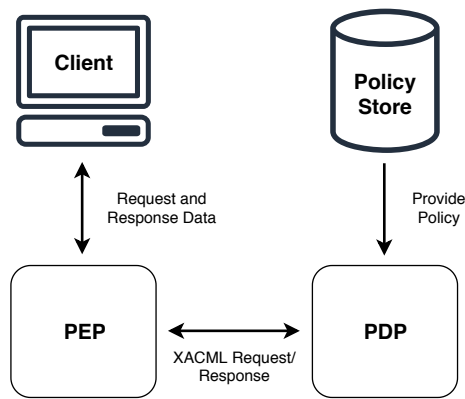 Client
Policy
Store
Request and
Response Data
Provide
Policy
PEP
PDP
XACML Request/
Response